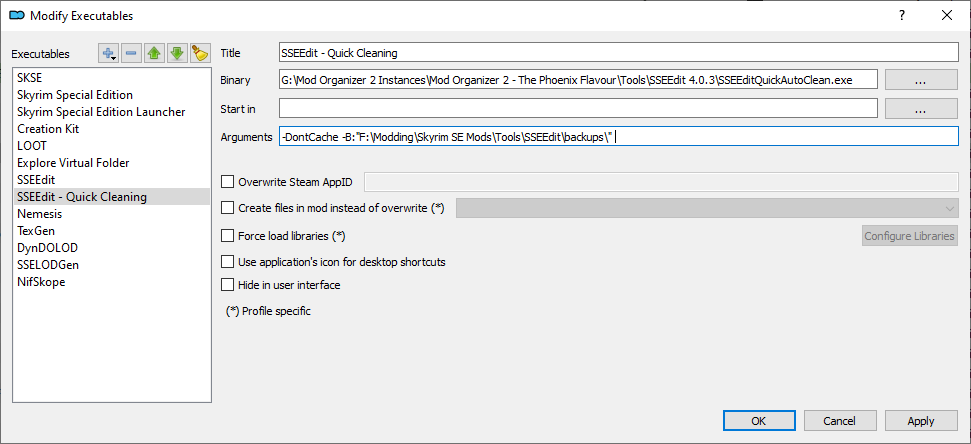 Modify Executables
Executables
SKSE
Skyrim Special Edition
Skyrim Special Edition Launcher
Creation Kit
LOOT
Explore Virtual Folder
SSEEdit
SSEEdit - Quick Cleaning
Nemesis
TexGen
DynDOLOD
SSELODGen
NifSkope
Title SSEEdit - Quick Cleaning
Binary G:\Mod Organizer 2 Instances\Mod Organizer 2 - The Phoenix Flavour\Tools\SSEEdit 4.0.3\SSEEditQuickAutoClean.exe ...
Start in ...
Arguments -DontCache -B:"F:\Modding\Skyrim SE Mods\Tools\SSEEdit\backups\"
Overwrite Steam AppID
Create files in mod instead of overwrite (*)
Force load libraries (*) Configure Libraries
Use application's icon for desktop shortcuts
Hide in user interface
(*) Profile specific
OK Cancel Apply